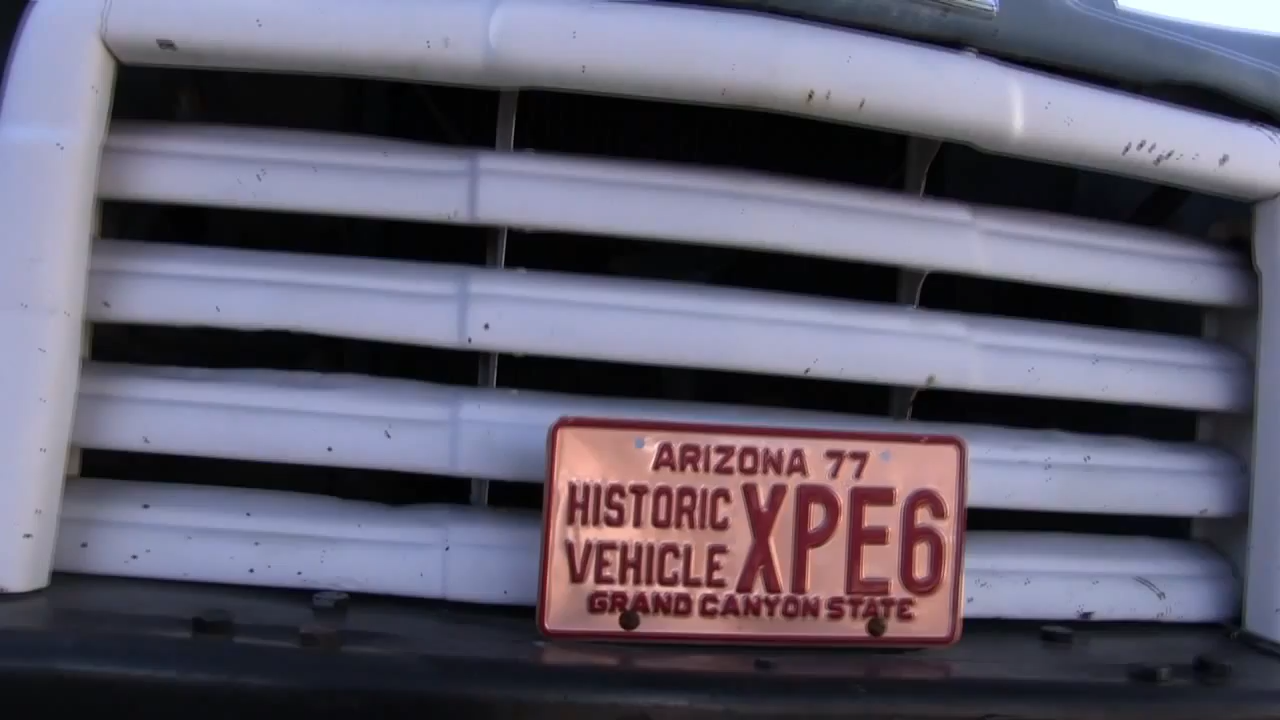 ARIZONA 77
HISTORIC
VEHICLE
XPE6
GRAND CANYON STATE